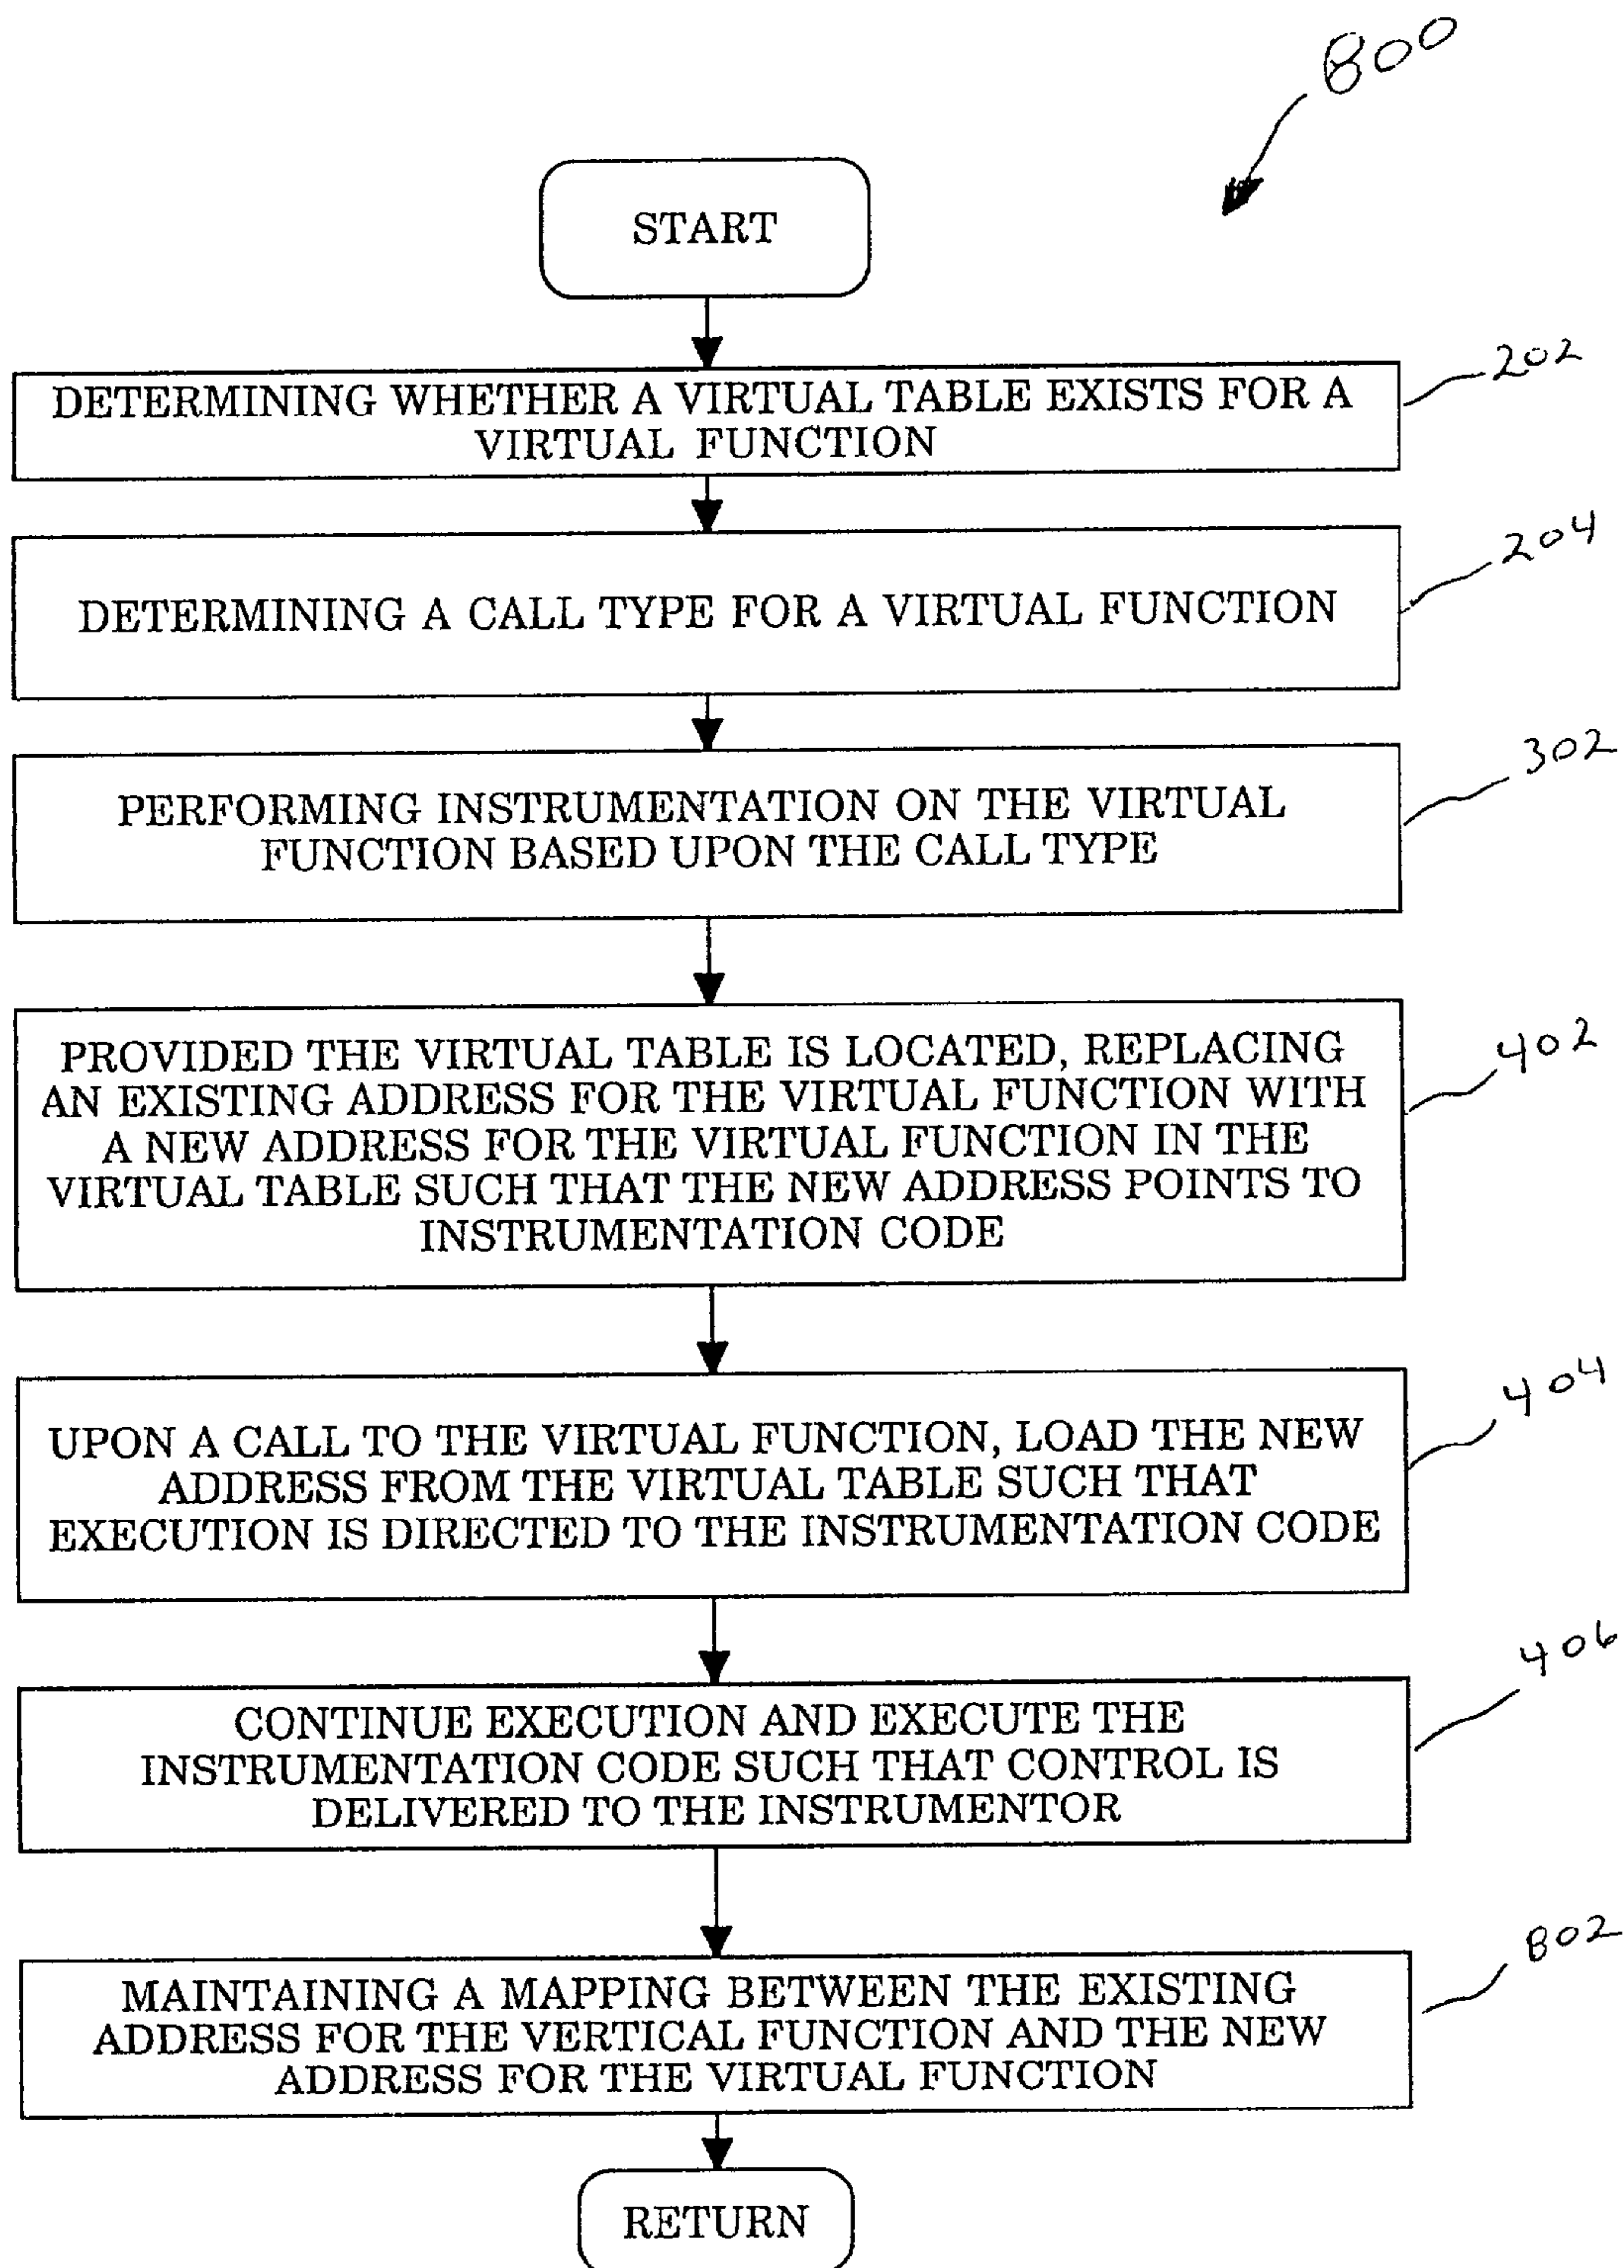 800
START
DETERMINING WHETHER A VIRTUAL TABLE EXISTS FOR A
VIRTUAL FUNCTION
202
DETERMINING A CALL TYPE FOR A VIRTUAL FUNCTION
204
PERFORMING INSTRUMENTATION ON THE VIRTUAL
FUNCTION BASED UPON THE CALL TYPE
302
PROVIDED THE VIRTUAL TABLE IS LOCATED, REPLACING
AN EXISTING ADDRESS FOR THE VIRTUAL FUNCTION WITH
A NEW ADDRESS FOR THE VIRTUAL FUNCTION IN THE
VIRTUAL TABLE SUCH THAT THE NEW ADDRESS POINTS TO
INSTRUMENTATION CODE
402
UPON A CALL TO THE VIRTUAL FUNCTION, LOAD THE NEW
ADDRESS FROM THE VIRTUAL TABLE SUCH THAT
EXECUTION IS DIRECTED TO THE INSTRUMENTATION CODE
404
CONTINUE EXECUTION AND EXECUTE THE
INSTRUMENTATION CODE SUCH THAT CONTROL IS
DELIVERED TO THE INSTRUMENTOR
406
MAINTAINING A MAPPING BETWEEN THE EXISTING
ADDRESS FOR THE VERTICAL FUNCTION AND THE NEW
ADDRESS FOR THE VIRTUAL FUNCTION
802
RETURN